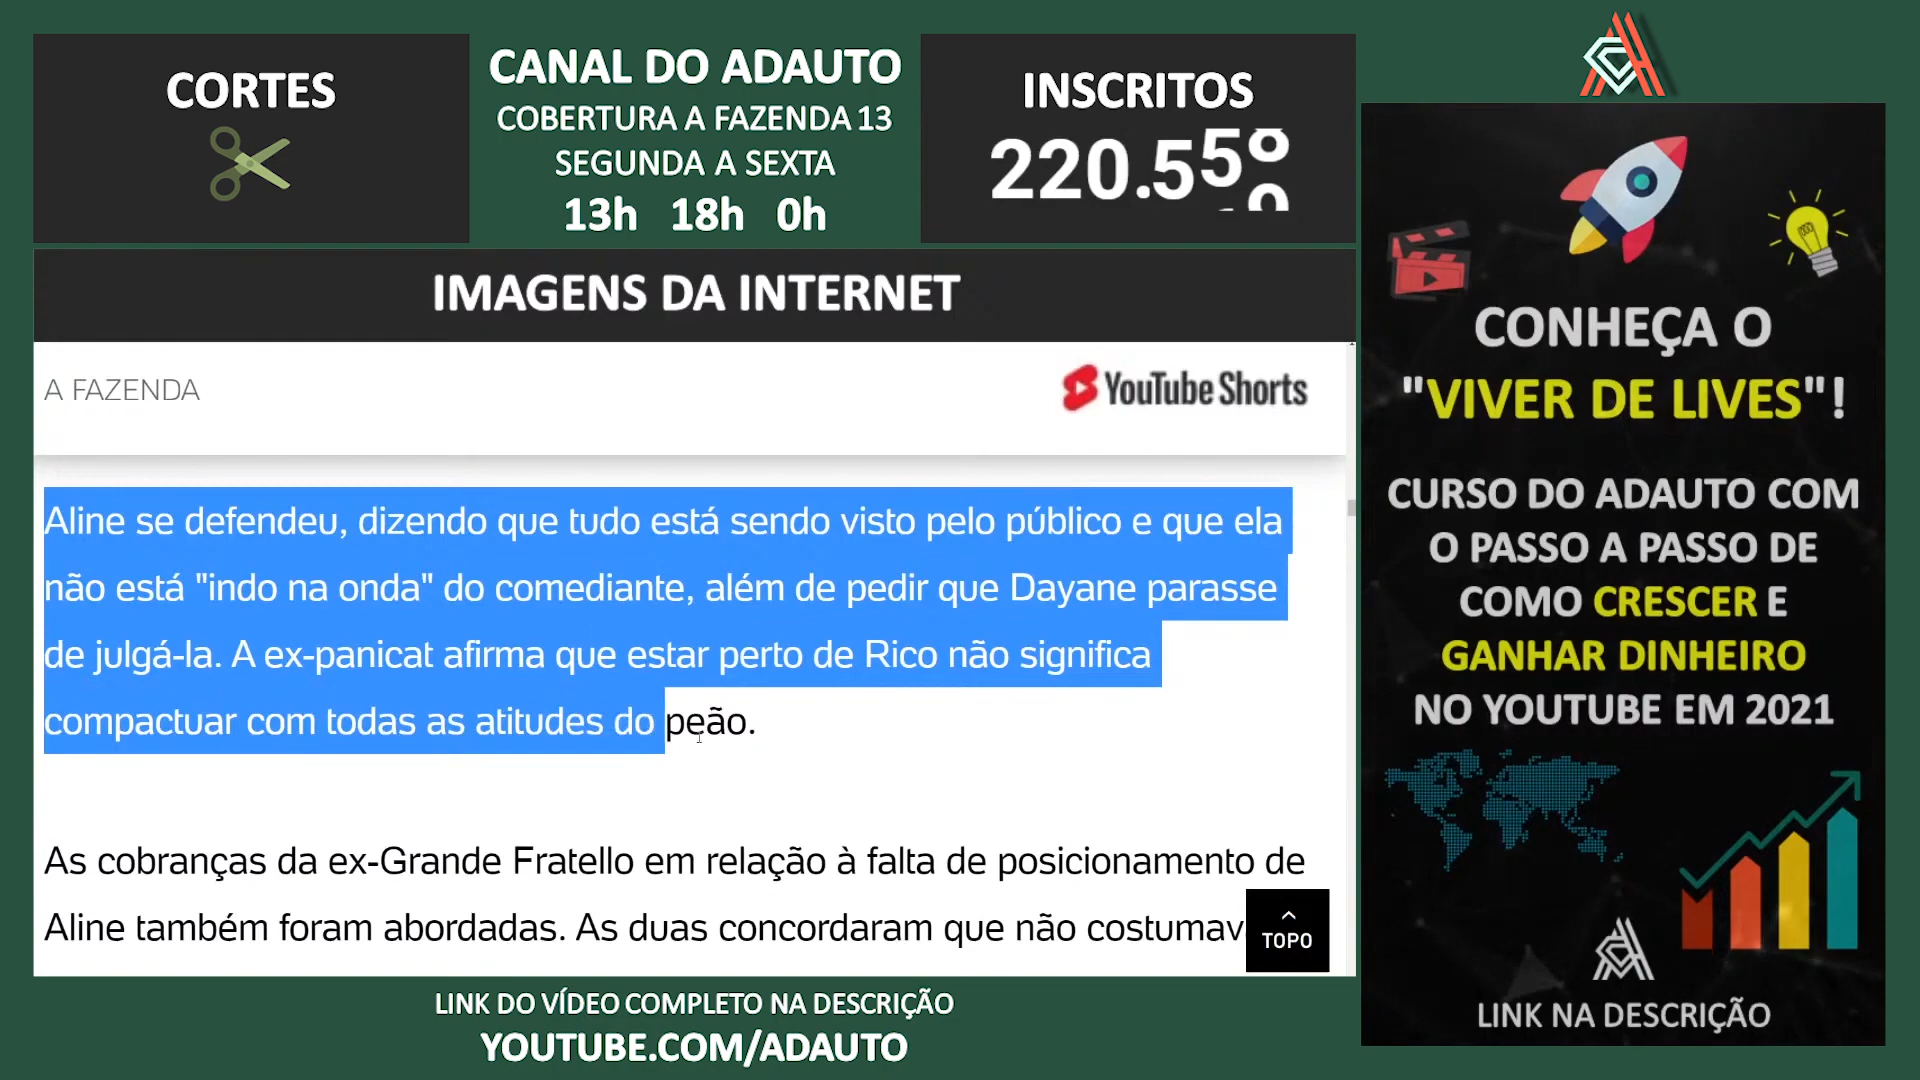 CORTES
CANAL DO ADAUTO
COBERTURA A FAZENDA 13
SEGUNDA A SEXTA
13h 18h 0h
INSCRITOS
220.55
IMAGENS DA INTERNET
A FAZENDA
YouTube Shorts
Aline se defendeu, dizendo que tudo está sendo visto pelo público e que ela
não está "indo na onda" do comediante, além de pedir que Dayane parasse
de julgá-la. A ex-panicat afirma que estar perto de Rico não significa
compactuar com todas as atitudes do peão.
As cobranças da ex-Grande Fratello em relação à falta de posicionamento de
Aline também foram abordadas. As duas concordaram que não costumav
TOPO
LINK DO VÍDEO COMPLETO NA DESCRIÇÃO
YOUTUBE.COM/ADAUTO
CONHEÇA O
"VIVER DE LIVES"!
CURSO DO ADAUTO COM
O PASSO A PASSO DE
COMO CRESCER E
GANHAR DINHEIRO
NO YOUTUBE EM 2021
LINK NA DESCRIÇÃO